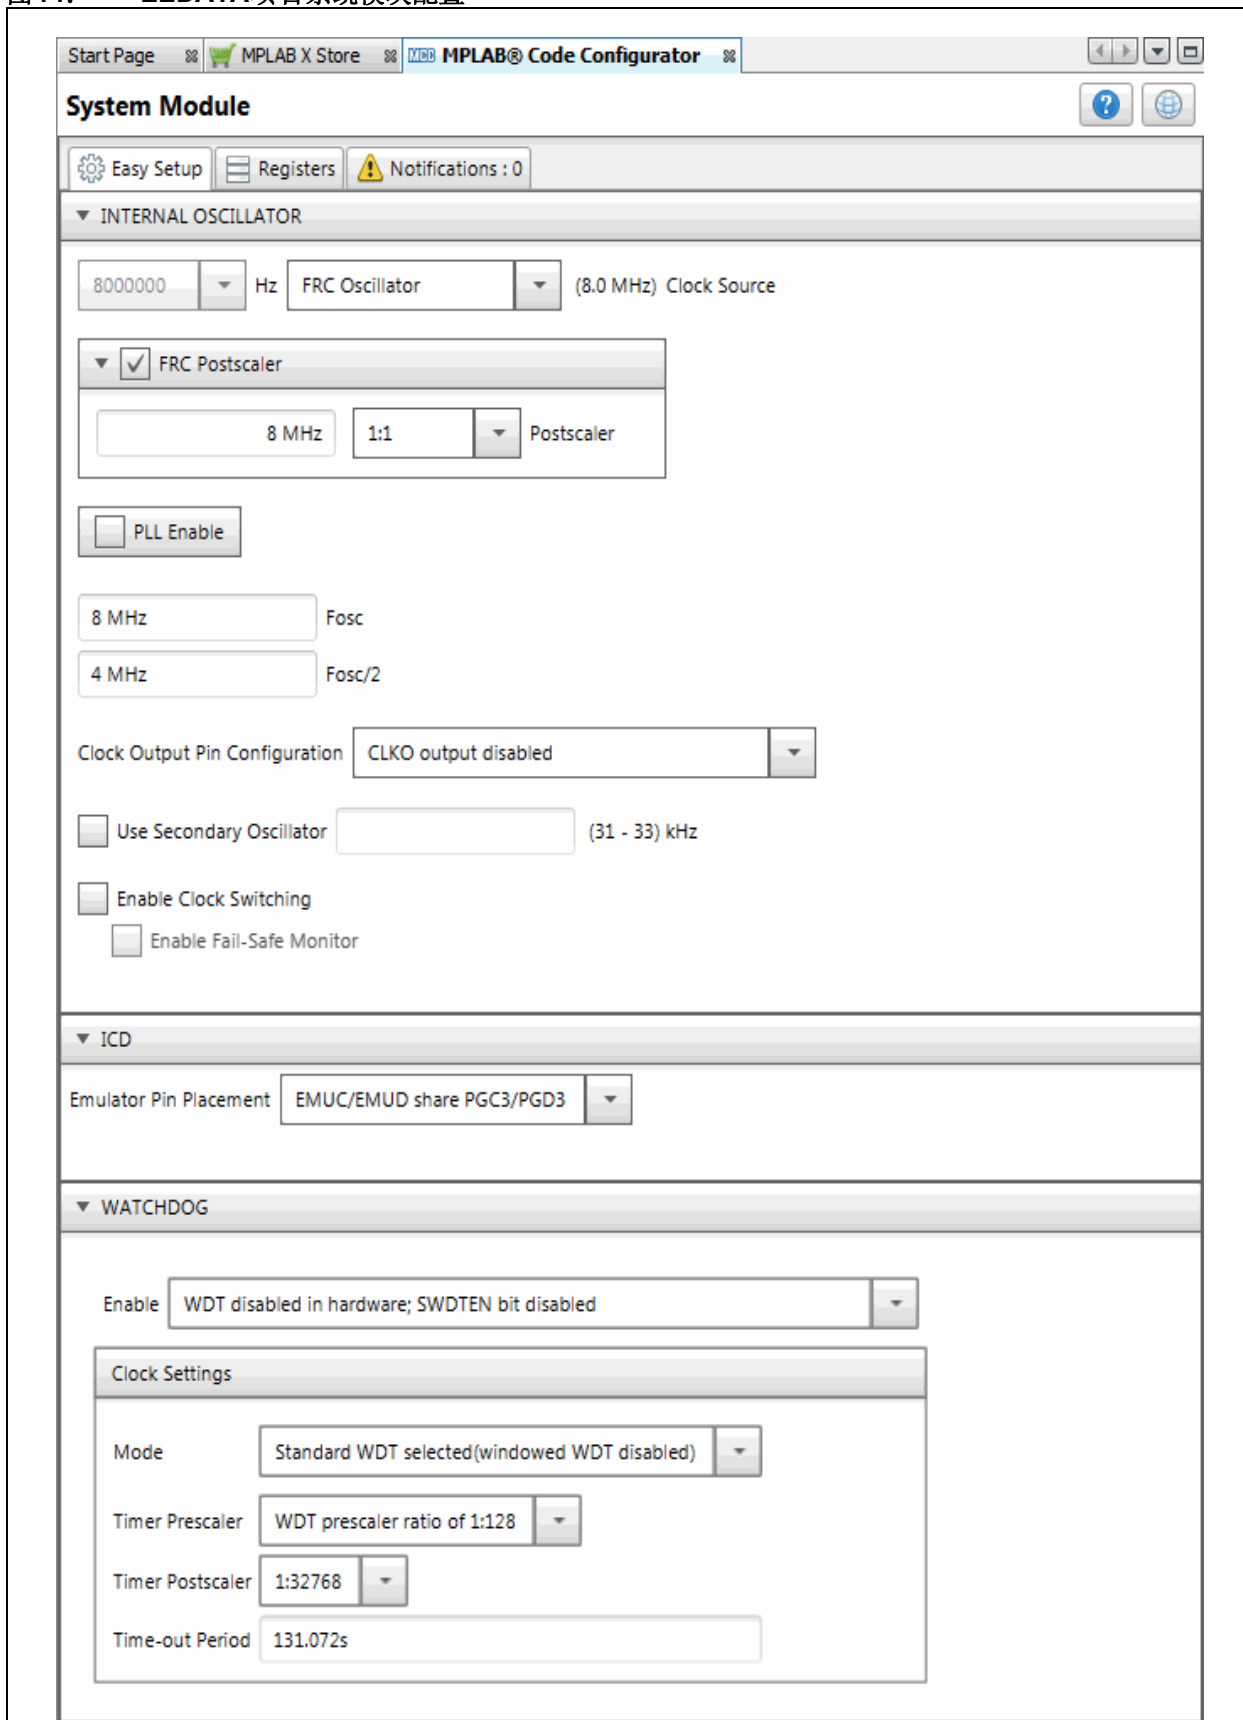 Start Page MPLAB X Store MPLAB® Code Configurator
System Module
Easy Setup Registers Notifications : 0
INTERNAL OSCILLATOR
8000000 Hz FRC Oscillator (8.0 MHz) Clock Source
FRC Postscaler
8 MHz 1:1 Postscaler
PLL Enable
8 MHz Fosc
4 MHz Fosc/2
Clock Output Pin Configuration CLKO output disabled
Use Secondary Oscillator (31 - 33) kHz
Enable Clock Switching
Enable Fail-Safe Monitor
ICD
Emulator Pin Placement EMUC/EMUD share PGC3/PGD3
WATCHDOG
Enable WDT disabled in hardware; SWDTEN bit disabled
Clock Settings
Mode Standard WDT selected(windowed WDT disabled)
Timer Prescaler WDT prescaler ratio of 1:128
Timer Postscaler 1:32768
Time-out Period 131.072s